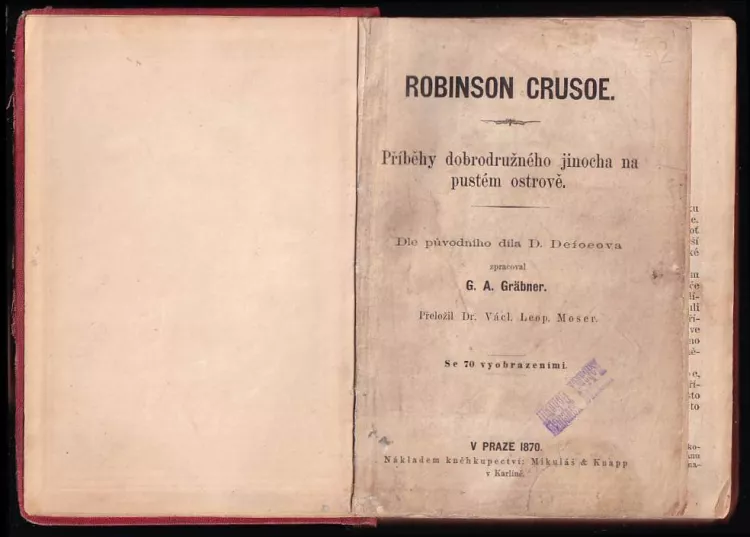 ROBINSON CRUSOE.
Příběhy dobrodružného jinocha na
pustém ostrově.
Dle původního díla D. Defoeova
spracoval
G. A. Gräbner.
Přeložil Dr. Václ. Leop. Moser.
Se 70 vyobrazeními.
V PRAZE 1870.
Nákladem kněhkupectví: Mikuláš & Knapp
v Karlíně.